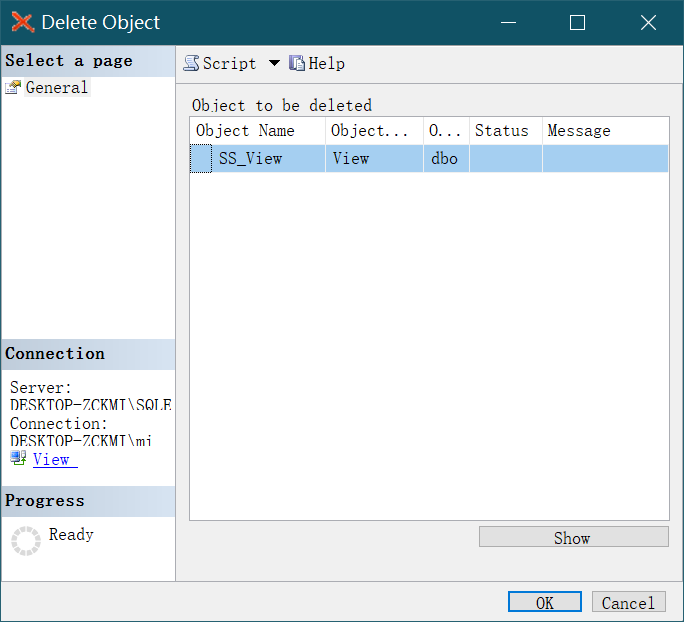 Delete Object
Select a page
General
Script
Help
Object to be deleted
Object Name Object... O... Status Message
SS_View View dbo
Connection
Server:
DESKTOP-ZCKMI\SQLE
Connection:
DESKTOP-ZCKMI\mi
View
Progress
Ready
Show
OK
Cancel